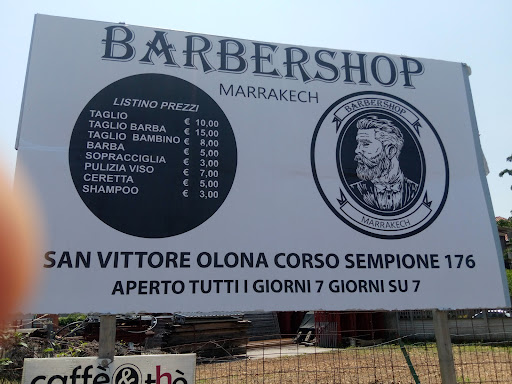 BARBERSHOP
MARRAKECH
LISTINO PREZZI
TAGLIO € 10,00
TAGLIO BARBA € 15,00
TAGLIO BAMBINO € 8,00
BARBA € 5,00
SOPRACCIGLIA € 3,00
PULIZIA VISO € 7,00
CERETTA € 5,00
SHAMPOO € 3,00
BARBERSHOP
MARRAKECH
SAN VITTORE OLONA CORSO SEMPIONE 176
APERTO TUTTI I GIORNI 7 GIORNI SU 7
caffè&thè